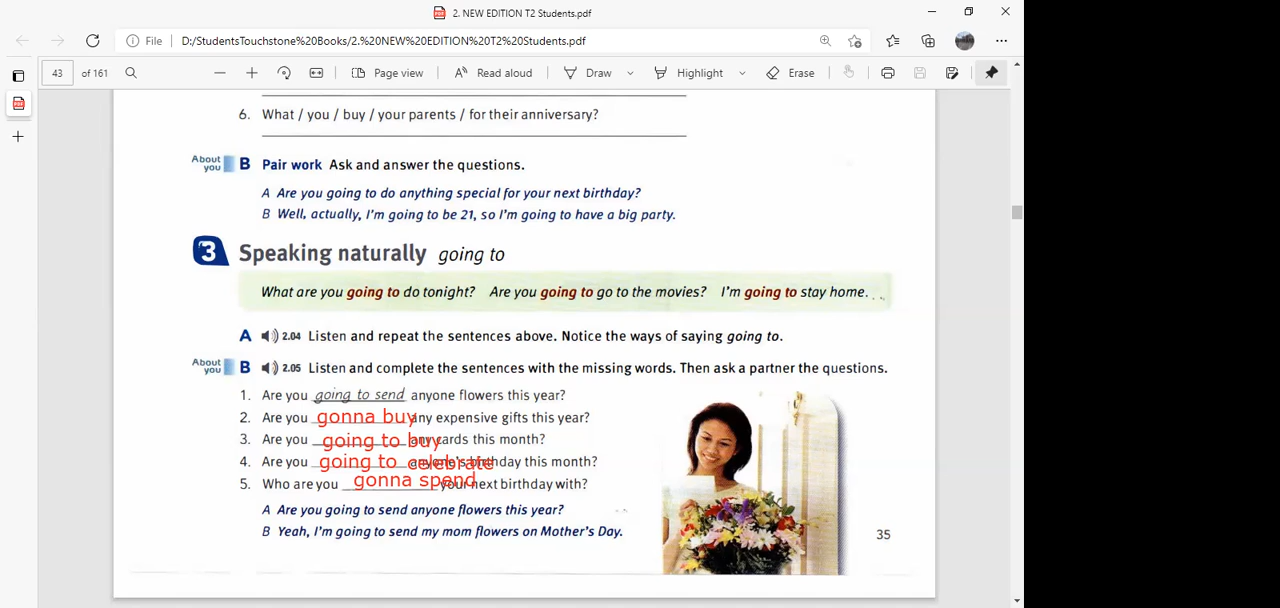 2. NEW EDITION T2 Students.pdf
File D:/StudentsTouchstone%20Books/2.%20NEW%20EDITION%20T2%20Students.pdf
43 of 161 Page view Read aloud Draw Highlight Erase
6. What / you / buy / your parents / for their anniversary?
About you B Pair work Ask and answer the questions.
A Are you going to do anything special for your next birthday?
B Well, actually, I'm going to be 21, so I'm going to have a big party.
3 Speaking naturally going to
What are you going to do tonight? Are you going to go to the movies? I'm going to stay home.
A 2.04 Listen and repeat the sentences above. Notice the ways of saying going to.
About you B 2.05 Listen and complete the sentences with the missing words. Then ask a partner the questions.
1. Are you going to send anyone flowers this year?
2. Are you gonna buy any expensive gifts this year?
3. Are you going to buy any cards this month?
4. Are you going to celebrate anyone's birthday this month?
5. Who are you gonna spend your next birthday with?
A Are you going to send anyone flowers this year?
B Yeah, I'm going to send my mom flowers on Mother's Day.
35